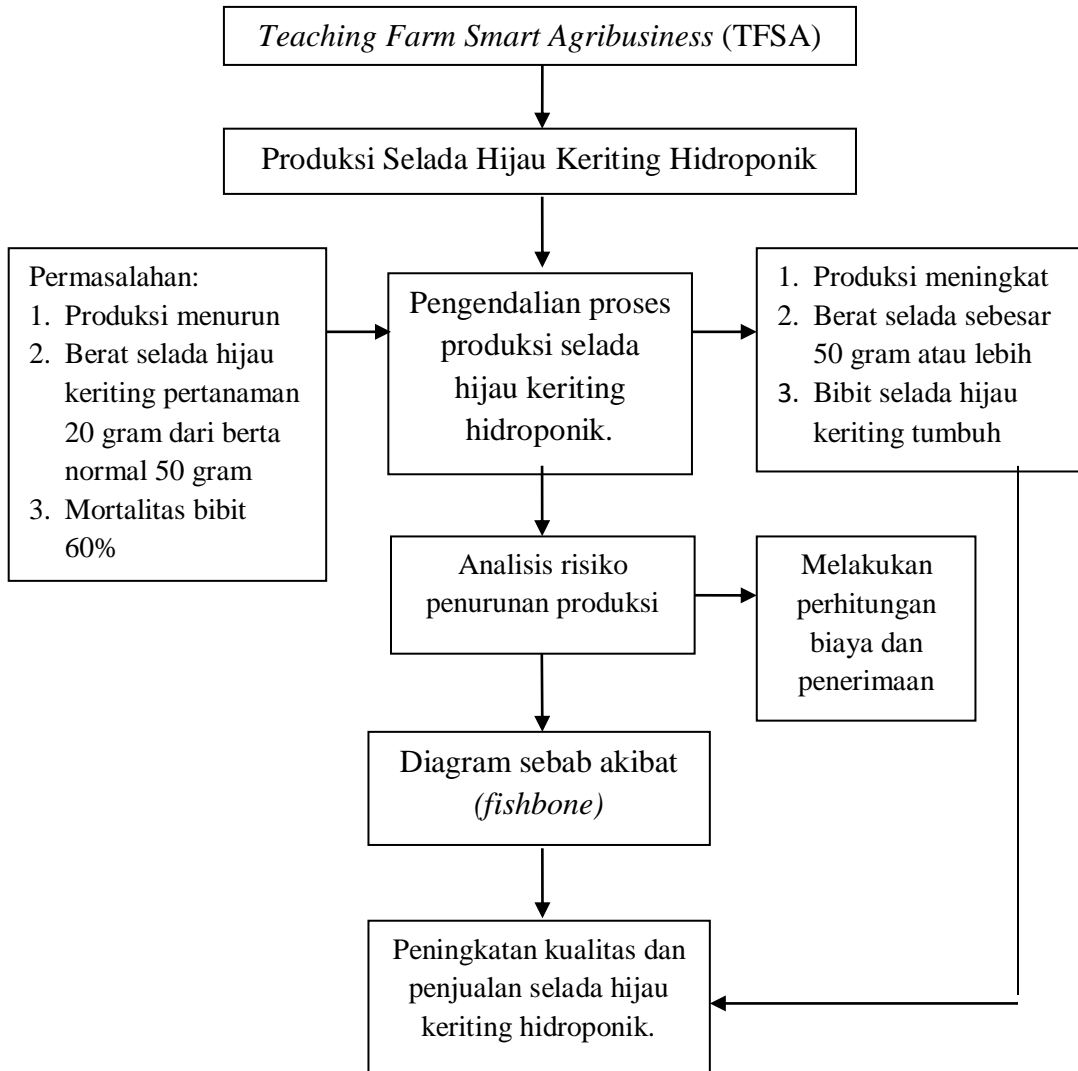 Teaching Farm Smart Agribusiness (TFSA)
Produksi Selada Hijau Keriting Hidroponik
Permasalahan:
1. Produksi menurun
2. Berat selada hijau
keriting pertanaman
20 gram dari berta
normal 50 gram
3. Mortalitas bibit
60%
Pengendalian proses
produksi selada
hijau keriting
hidroponik.
1. Produksi meningkat
2. Berat selada sebesar
50 gram atau lebih
3. Bibit selada hijau
keriting tumbuh
Analisis risiko
penurunan produksi
Melakukan
perhitungan
biaya dan
penerimaan
Diagram sebab akibat
(fishbone)
Peningkatan kualitas dan
penjualan selada hijau
keriting hidroponik.